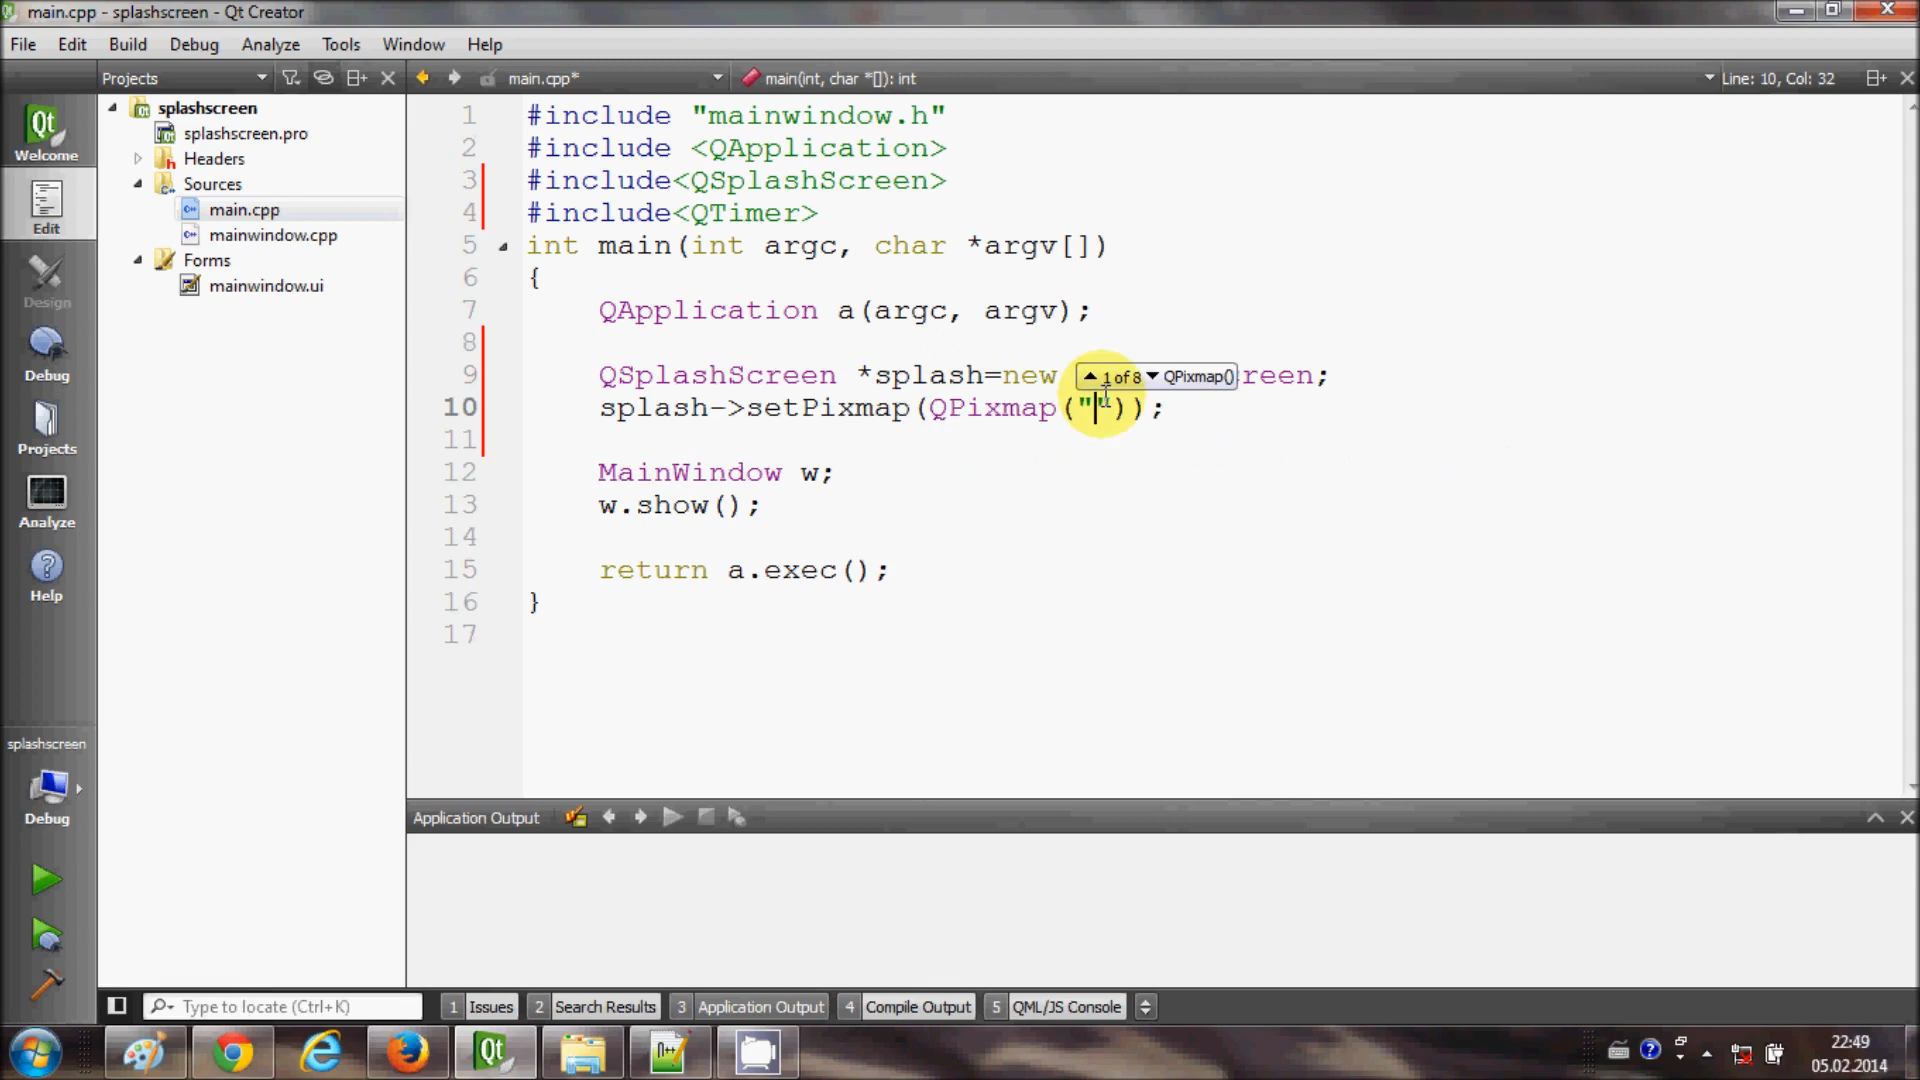 main.cpp - splashscreen - Qt Creator
File Edit Build Debug Analyze Tools Window Help
Projects main.cpp* main(int, char *[]): int Line: 10, Col: 32
splashscreen
splashscreen.pro
Headers
Sources
main.cpp
mainwindow.cpp
Forms
mainwindow.ui
Qt
Welcome
Edit
Design
Debug
Projects
Analyze
Help
splashscreen
Debug
1 #include "mainwindow.h"
2 #include <QApplication>
3 #include<QSplashScreen>
4 #include<QTimer>
5 int main(int argc, char *argv[])
6 {
7 QApplication a(argc, argv);
8
9 QSplashScreen *splash=new 1 of 8 QPixmap() reen;
10 splash->setPixmap(QPixmap(""));
11
12 MainWindow w;
13 w.show();
14
15 return a.exec();
16 }
17
Application Output
Type to locate (Ctrl+K) 1 Issues 2 Search Results 3 Application Output 4 Compile Output 5 QML/JS Console
22:49
05.02.2014